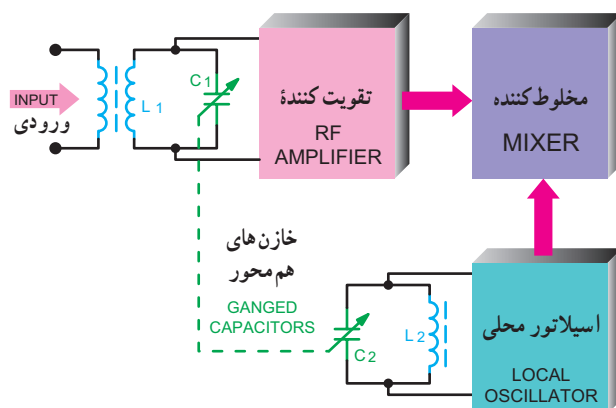 INPUT
ورودی
L 1
C 1
تقویت کنندهٔ
RF
AMPLIFIER
مخلوط کننده
MIXER
خازن های
هم محور
GANGED
CAPACITORS
C 2
L 2
اسیلاتور محلی
LOCAL
OSCILLATOR